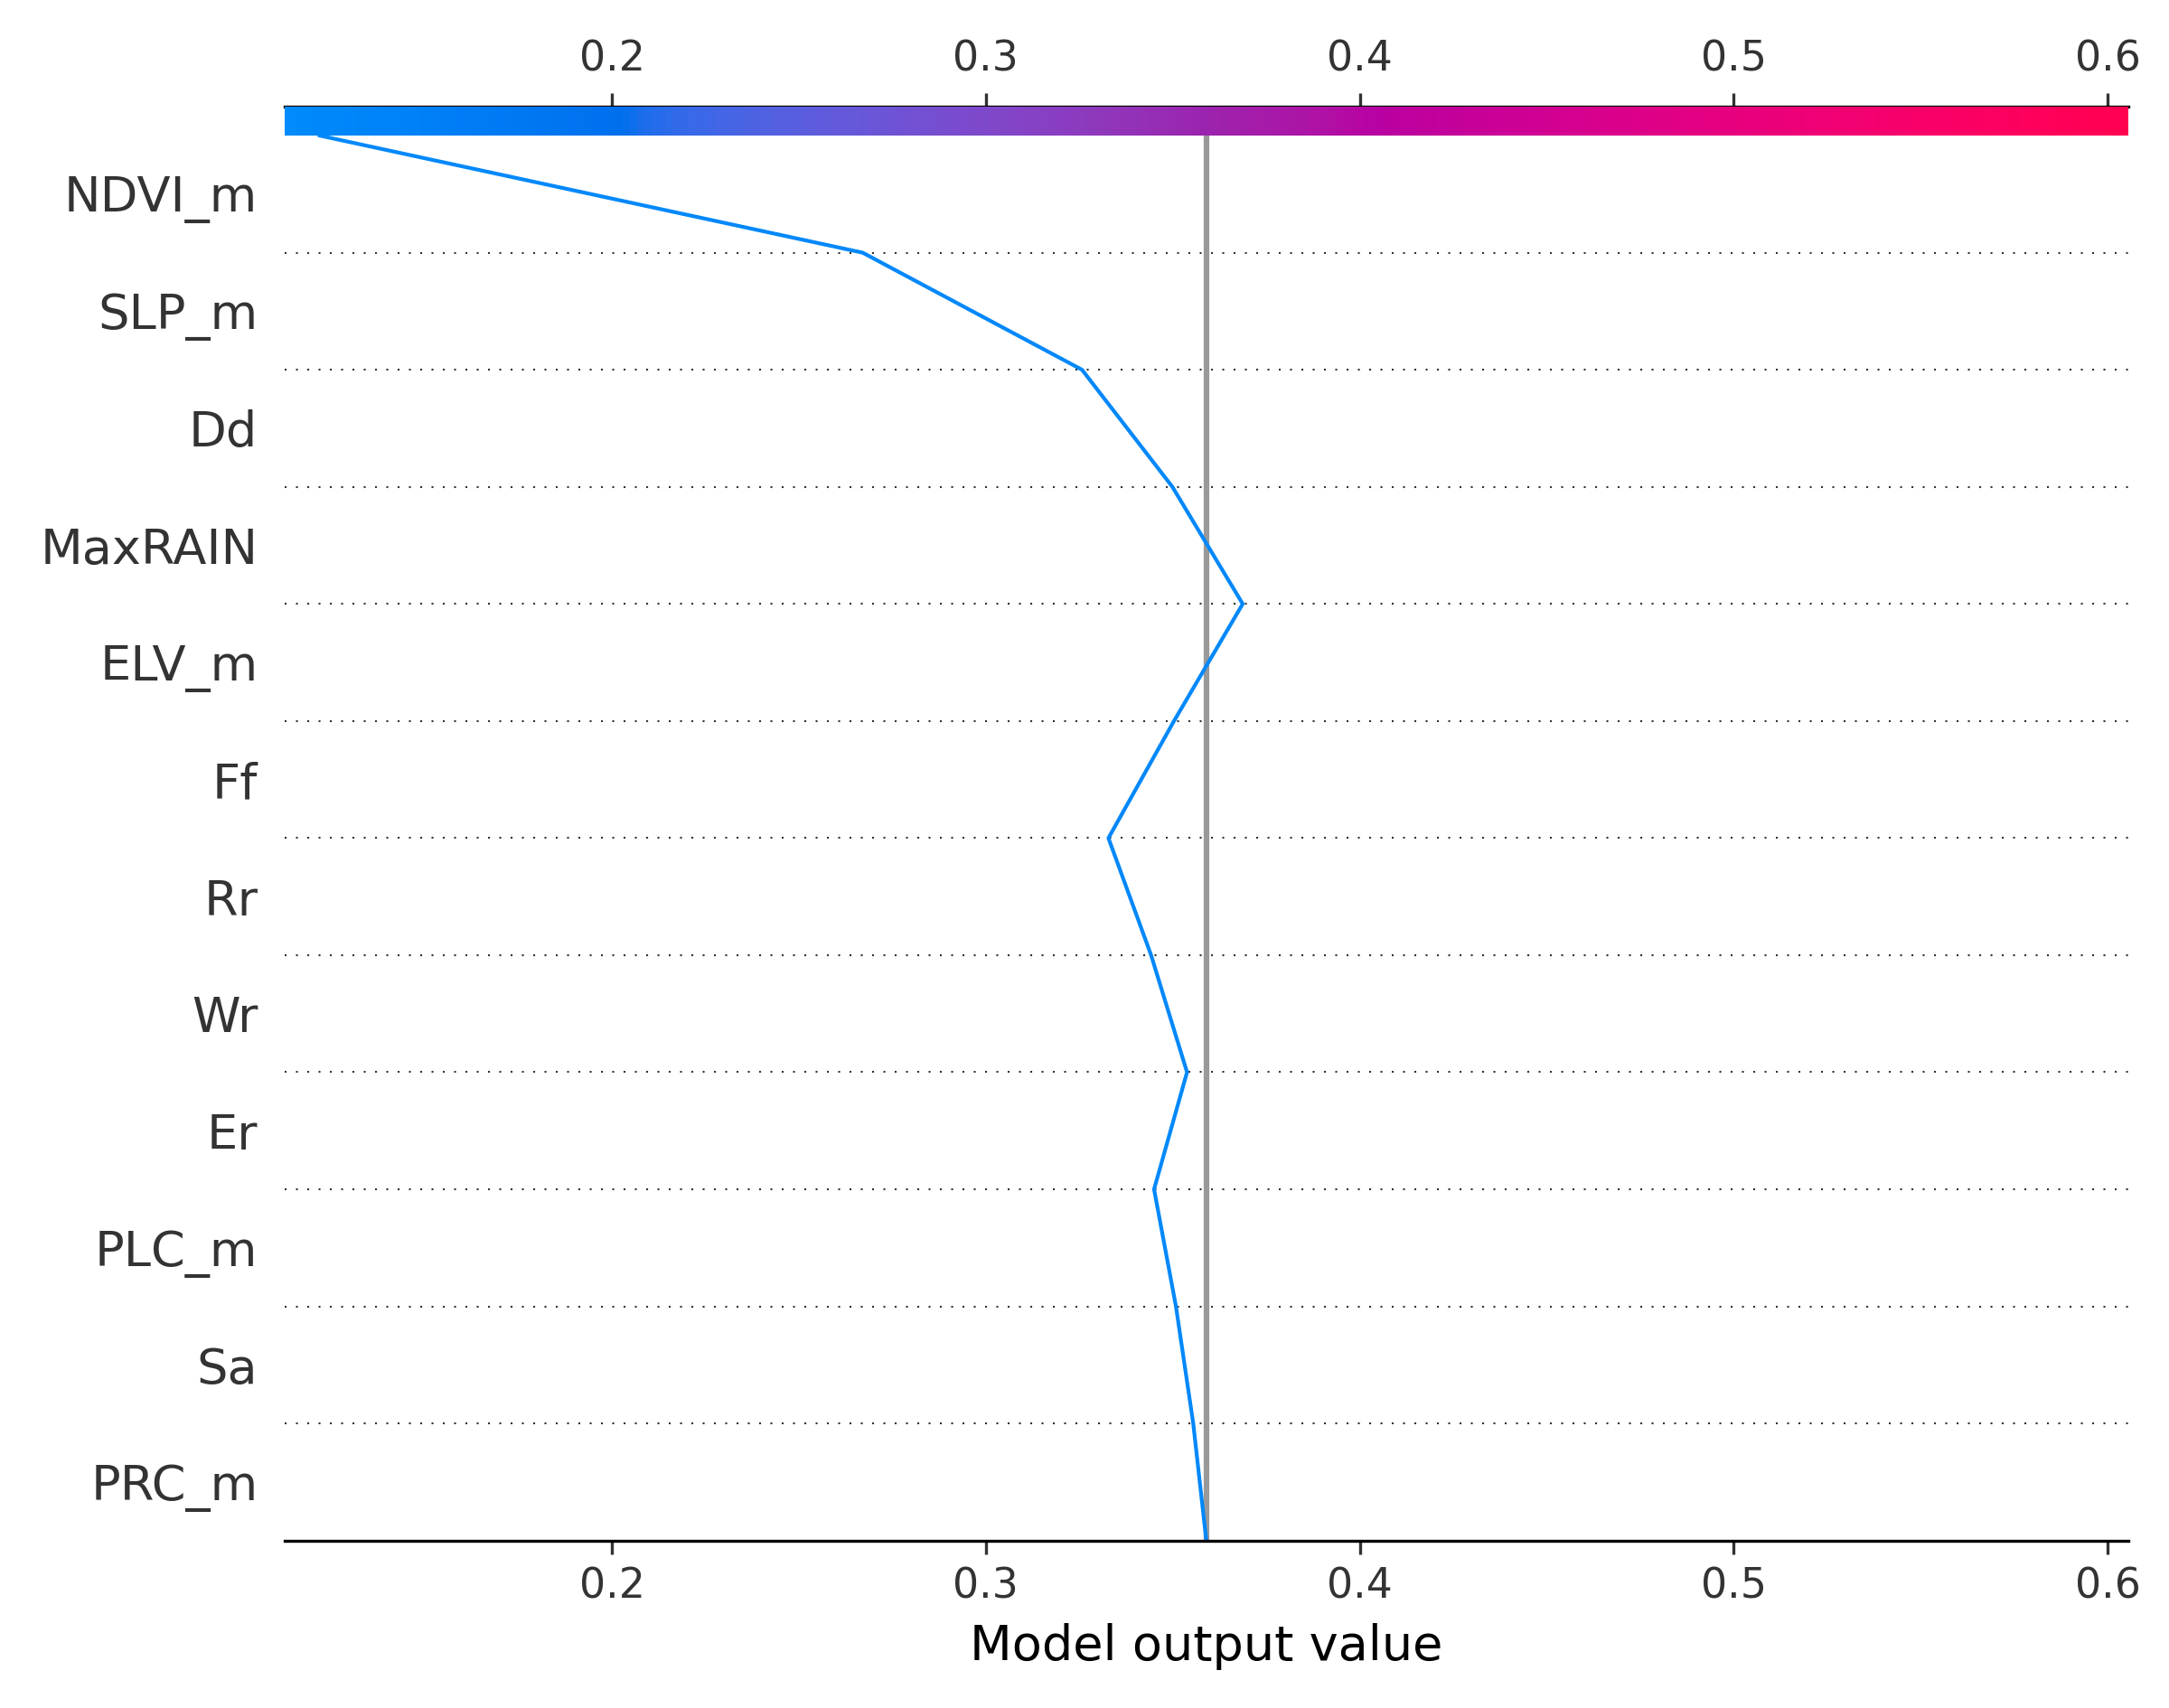 0.2 0.3 0.4 0.5 0.6
NDVI_m
SLP_m
Dd
MaxRAIN
ELV_m
Ff
Rr
Wr
Er
PLC_m
Sa
PRC_m
0.2 0.3 0.4 0.5 0.6
Model output value